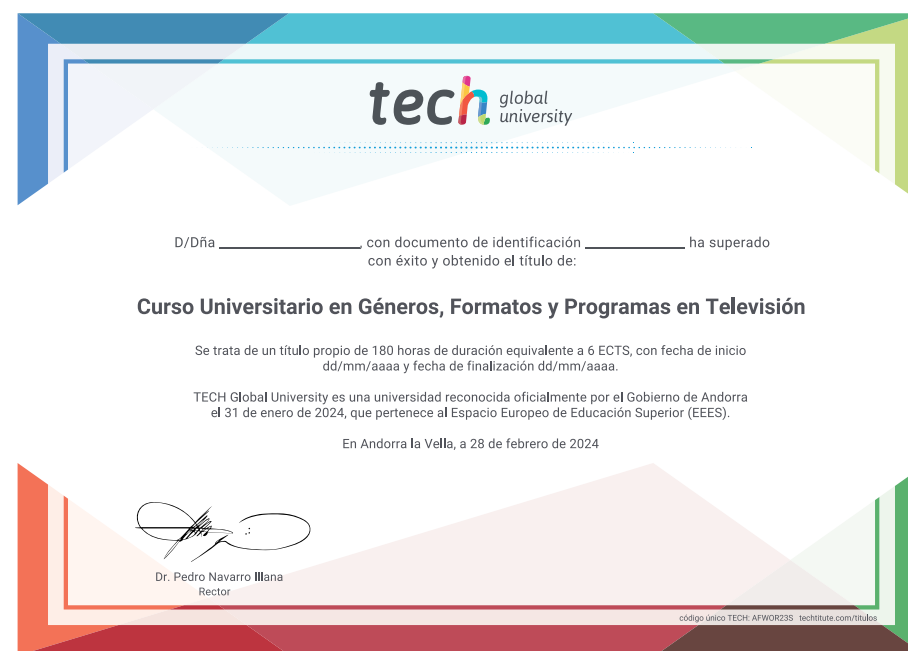 tech global university
D/Dña ____________________, con documento de identificación ______________ ha superado
con éxito y obtenido el título de:
Curso Universitario en Géneros, Formatos y Programas en Televisión
Se trata de un título propio de 180 horas de duración equivalente a 6 ECTS, con fecha de inicio
dd/mm/aaaa y fecha de finalización dd/mm/aaaa.
TECH Global University es una universidad reconocida oficialmente por el Gobierno de Andorra
el 31 de enero de 2024, que pertenece al Espacio Europeo de Educación Superior (EEES).
En Andorra la Vella, a 28 de febrero de 2024
Dr. Pedro Navarro Illana
Rector
código único TECH: AFWOR23S techtitute.com/titulos